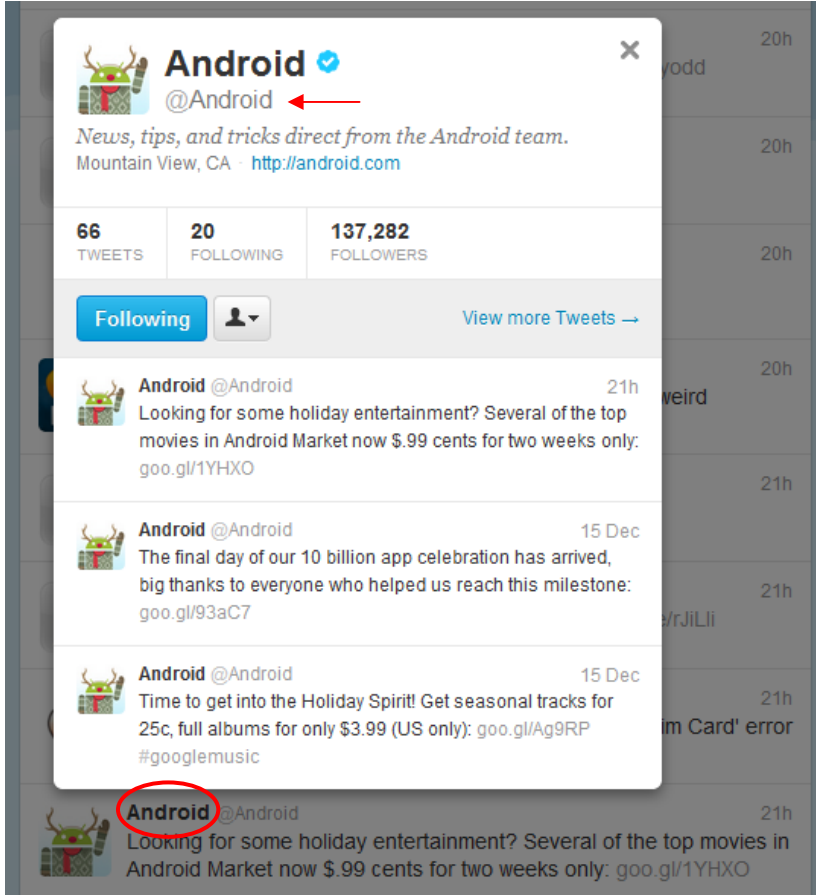 Android
@Android
News, tips, and tricks direct from the Android team.
Mountain View, CA · http://android.com
66 20 137,282
TWEETS FOLLOWING FOLLOWERS
Following View more Tweets →
Android @Android 21h
Looking for some holiday entertainment? Several of the top
movies in Android Market now $.99 cents for two weeks only:
goo.gl/1YHXO
Android @Android 15 Dec
The final day of our 10 billion app celebration has arrived,
big thanks to everyone who helped us reach this milestone:
goo.gl/93aC7
Android @Android 15 Dec
Time to get into the Holiday Spirit! Get seasonal tracks for
25c, full albums for only $3.99 (US only): goo.gl/Ag9RP
#googlemusic
20h
yodd
20h
20h
20h
weird
21h
21h
e/rJiLli
21h
im Card' error
Android @Android 21h
Looking for some holiday entertainment? Several of the top movies in
Android Market now $.99 cents for two weeks only: goo.gl/1YHXO